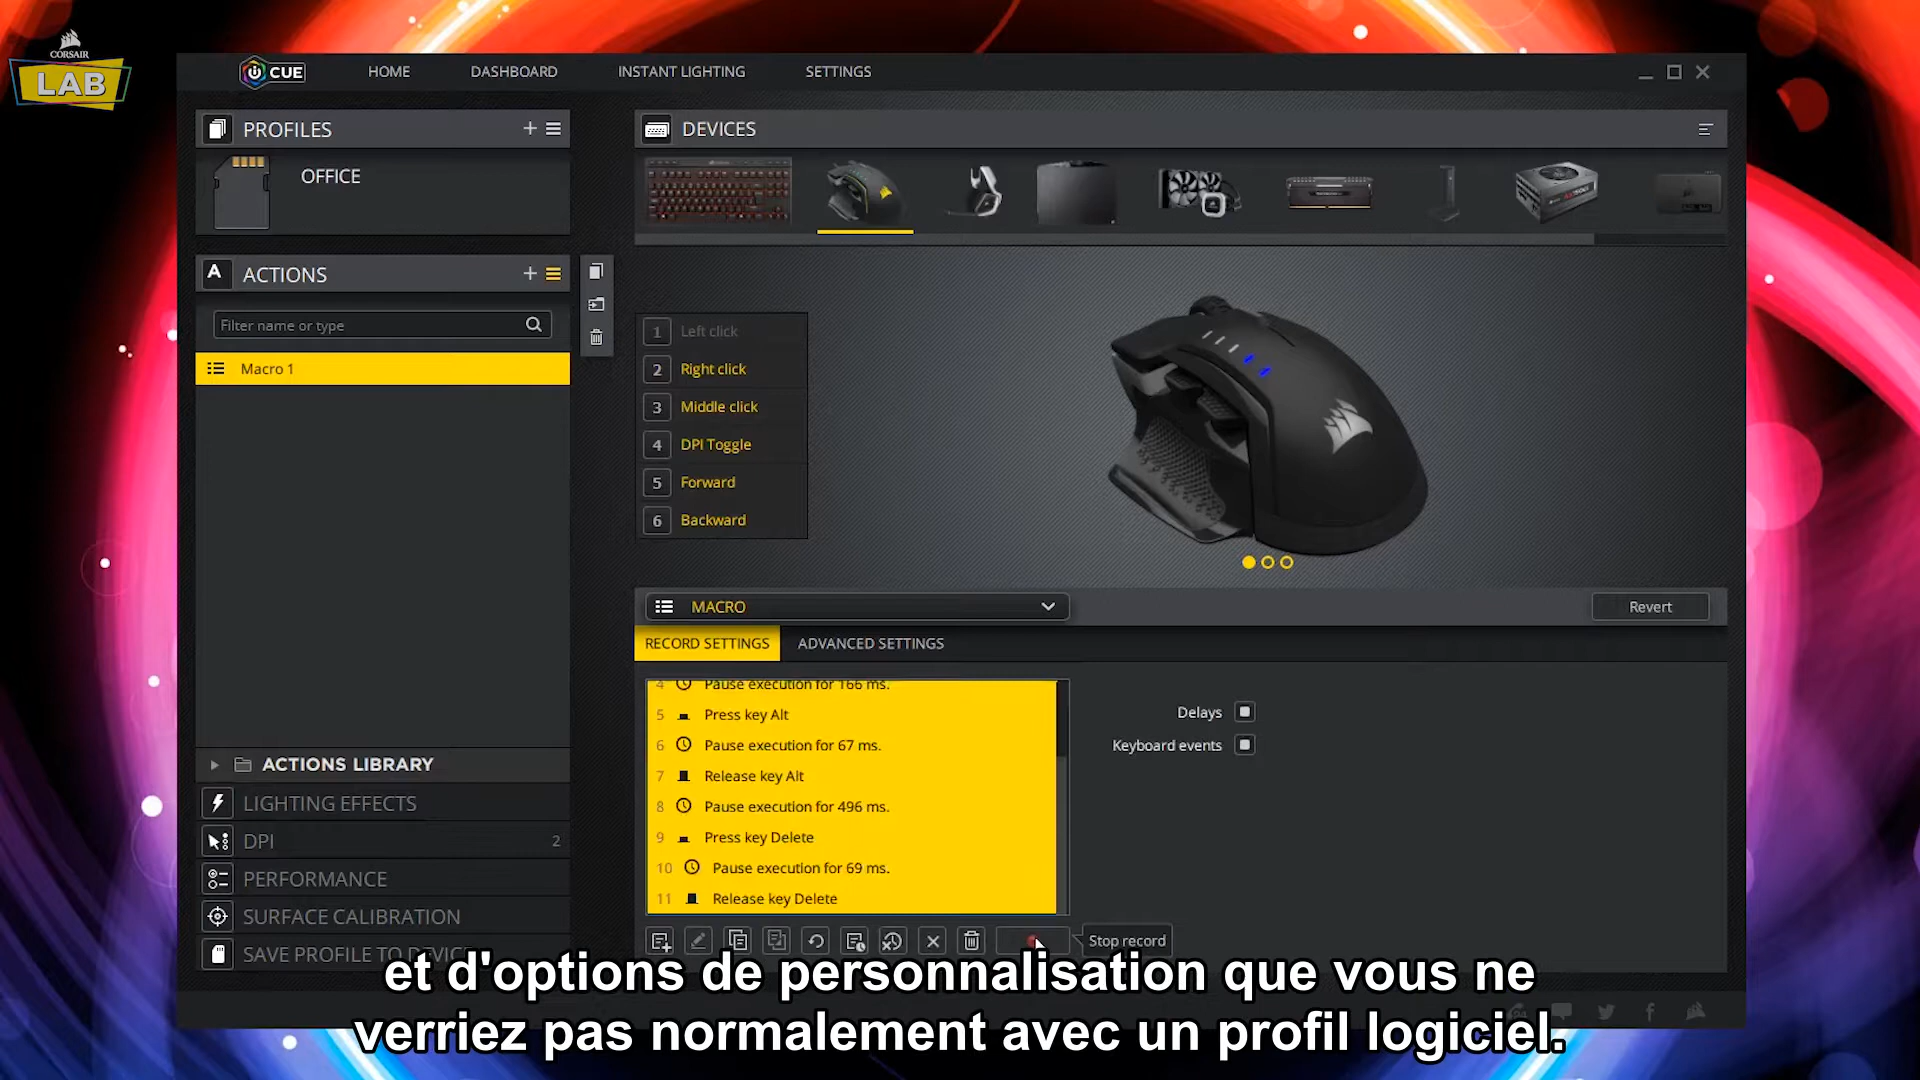 CORSAIR
LAB
CUE
HOME
DASHBOARD
INSTANT LIGHTING
SETTINGS
PROFILES
OFFICE
A ACTIONS
Filter name or type
Macro 1
ACTIONS LIBRARY
LIGHTING EFFECTS
DPI 2
PERFORMANCE
SURFACE CALIBRATION
SAVE PROFILE TO DEVICE
DEVICES
1 Left click
2 Right click
3 Middle click
4 DPI Toggle
5 Forward
6 Backward
MACRO
Revert
RECORD SETTINGS
ADVANCED SETTINGS
4 Pause execution for 166 ms.
5 Press key Alt
6 Pause execution for 67 ms.
7 Release key Alt
8 Pause execution for 496 ms.
9 Press key Delete
10 Pause execution for 69 ms.
11 Release key Delete
Delays
Keyboard events
Stop record
et d'options de personnalisation que vous ne
verriez pas normalement avec un profil logiciel.